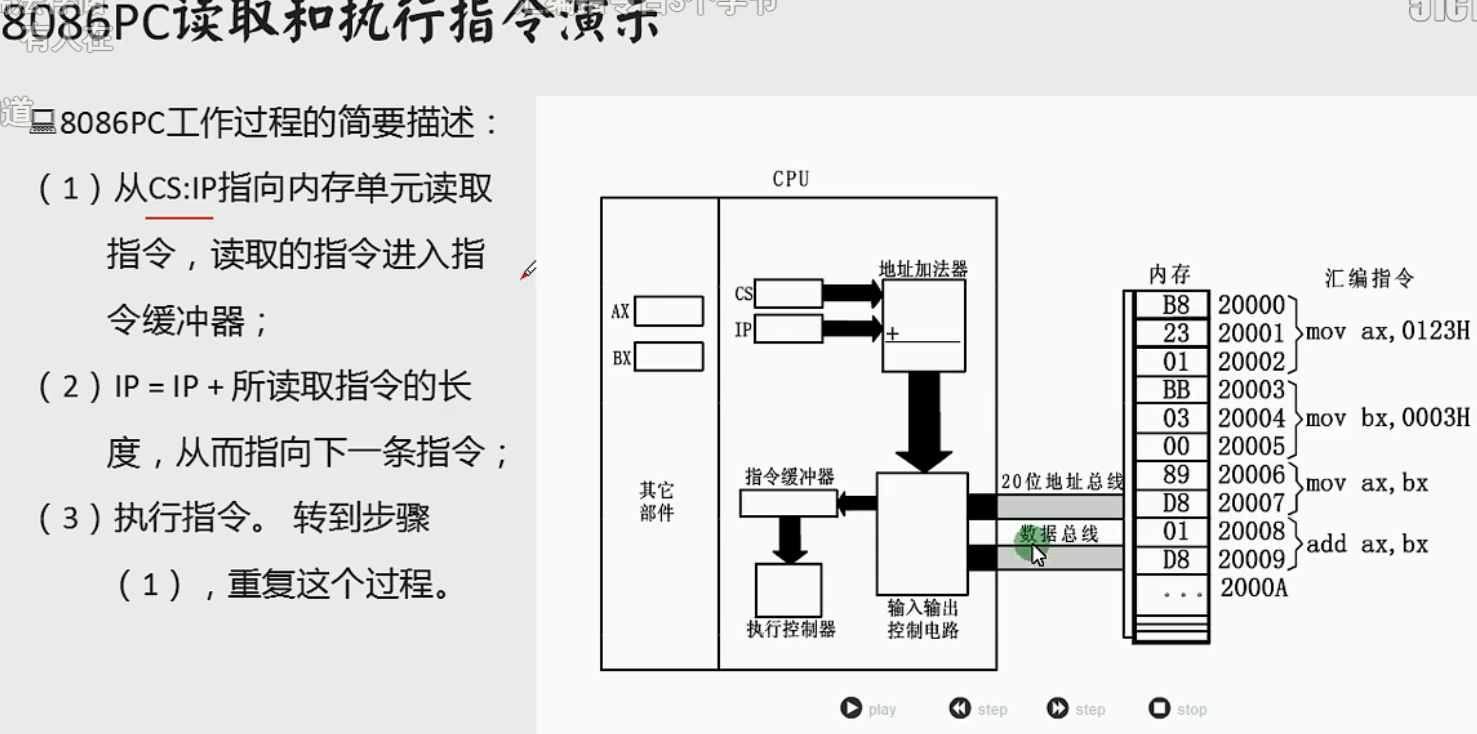 8086PC读取和执行指令演示
有人在
道
8086PC工作过程的简要描述：
（1）从CS:IP指向内存单元读取
指令，读取的指令进入指
令缓冲器；
（2）IP = IP + 所读取指令的长
度，从而指向下一条指令；
（3）执行指令。 转到步骤
（1），重复这个过程。
CPU
地址加法器
CS
IP
+
AX
BX
其它
部件
指令缓冲器
执行控制器
输入输出
控制电路
20位地址总线
数据总线
内存
汇编指令
B8 20000
23 20001 mov ax,0123H
01 20002
BB 20003
03 20004 mov bx,0003H
00 20005
89 20006
mov ax,bx
D8 20007
01 20008
add ax,bx
D8 20009
... 2000A
play
step
step
stop